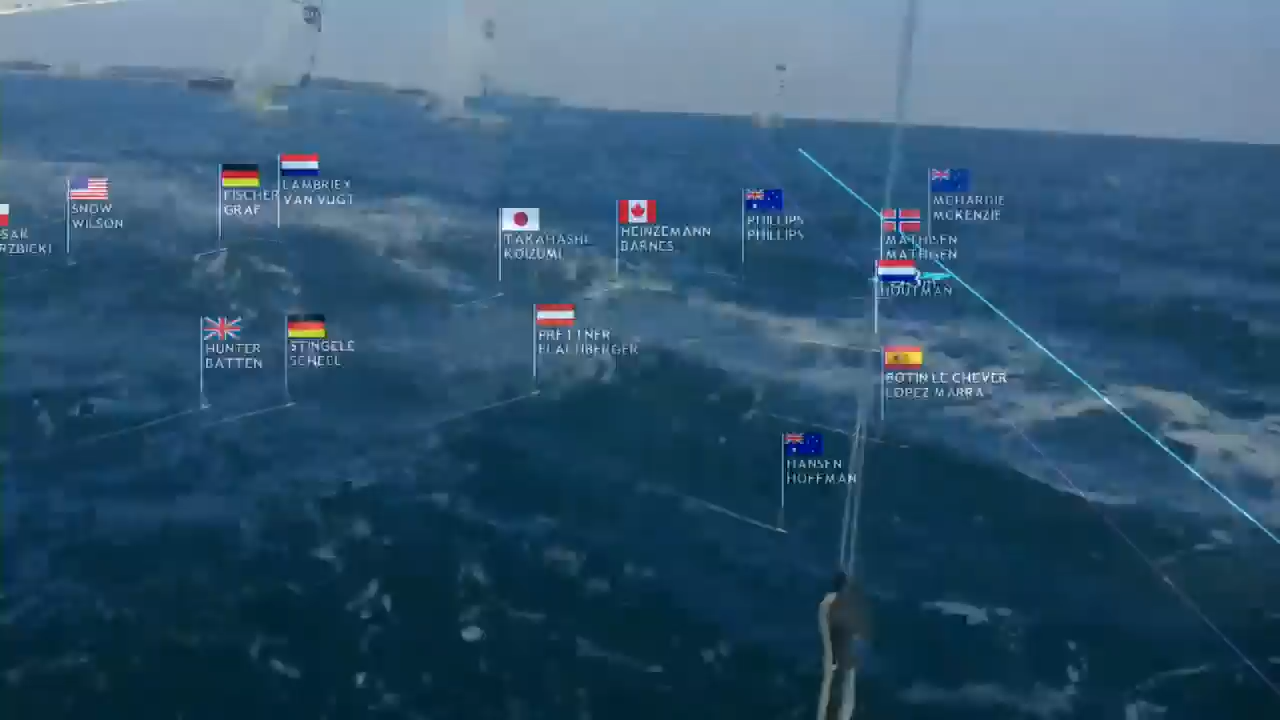 SNOW
WILSON
FISCHER
GRAF
LAMBRIEX
VAN VUGT
TAKAHASHI
KOIZUMI
HEINZEMANN
BARNES
PHILLIPS
PHILLIPS
MCHARDIE
MCKENZIE
MATHISEN
MATHISEN
HOUTMAN
HUNTER
BATTEN
STINGELE
SCHEEL
PRETTNER
FLACHBERGER
BOTIN LE CHEVER
LOPEZ MARRA
HANSEN
HOFFMAN